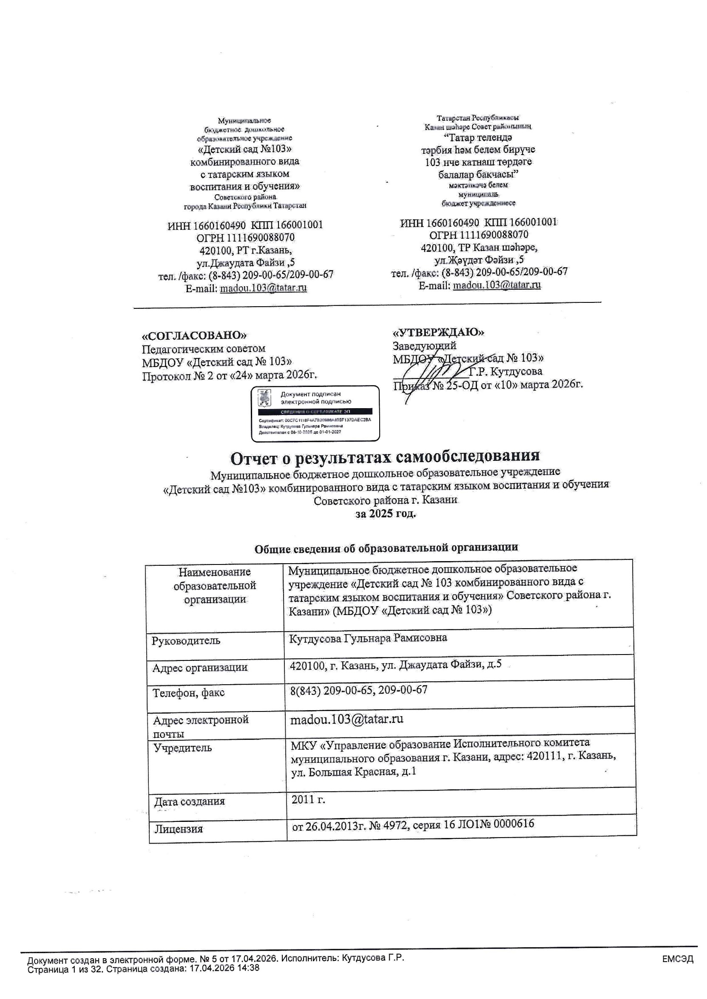 Муниципальное
бюджетное дошкольное
образовательное учреждение
«Детский сад №103»
комбинированного вида
с татарским языком
воспитания и обучения»
Советского района
города Казани Республики Татарстан
ИНН 1660160490 КПП 166001001
ОГРН 1111690088070
420100, РТ г.Казань,
ул.Джаудата Файзи ,5
тел. /факс: (8-843) 209-00-65/209-00-67
E-mail: madou.103@tatar.ru
Татарстан Республикасы
Казан шәһәре Совет районының
“Татар телендә
тәрбия һәм белем бирүче
103 нче катнаш төрдәге
балалар бакчасы”
мәктәпкәчә белем
муниципаль
бюджет учреждениесе
ИНН 1660160490 КПП 166001001
ОГРН 1111690088070
420100, ТР Казан шәһәре,
ул.Җәүдәт Фәйзи ,5
тел. /факс: (8-843) 209-00-65/209-00-67
E-mail: madou.103@tatar.ru
«СОГЛАСОВАНО»
Педагогическим советом
МБДОУ «Детский сад № 103»
Протокол № 2 от «24» марта 2026г.
«УТВЕРЖДАЮ»
Заведующий
МБДОУ «Детский сад № 103»
Г.Р. Кутдусова
Приказ № 25-ОД от «10» марта 2026г.
Документ подписан
электронной подписью
СВЕДЕНИЯ О СЕРТИФИКАТЕ ЭП
Сертификат:
Владелец: Кутдусова Гульнара Рамисовна
Действителен с 08-10-2025 до 01-01-2027
Отчет о результатах самообследования
Муниципальное бюджетное дошкольное образовательное учреждение
«Детский сад №103» комбинированного вида с татарским языком воспитания и обучения
Советского района г. Казани
за 2025 год.
Общие сведения об образовательной организации
Наименование
образовательной
организации
Муниципальное бюджетное дошкольное образовательное
учреждение «Детский сад № 103 комбинированного вида с
татарским языком воспитания и обучения» Советского района г.
Казани» (МБДОУ «Детский сад № 103»)
Руководитель
Кутдусова Гульнара Рамисовна
Адрес организации
420100, г. Казань, ул. Джаудата Файзи, д.5
Телефон, факс
8(843) 209-00-65, 209-00-67
Адрес электронной
почты
madou.103@tatar.ru
Учредитель
МКУ «Управление образование Исполнительного комитета
муниципального образования г. Казани, адрес: 420111, г. Казань,
ул. Большая Красная, д.1
Дата создания
2011 г.
Лицензия
от 26.04.2013г. № 4972, серия 16 ЛО1№ 0000616
Документ создан в электронной форме. № 5 от 17.04.2026. Исполнитель: Кутдусова Г.Р.
Страница 1 из 32. Страница создана: 17.04.2026 14:38
ЕМСЭД